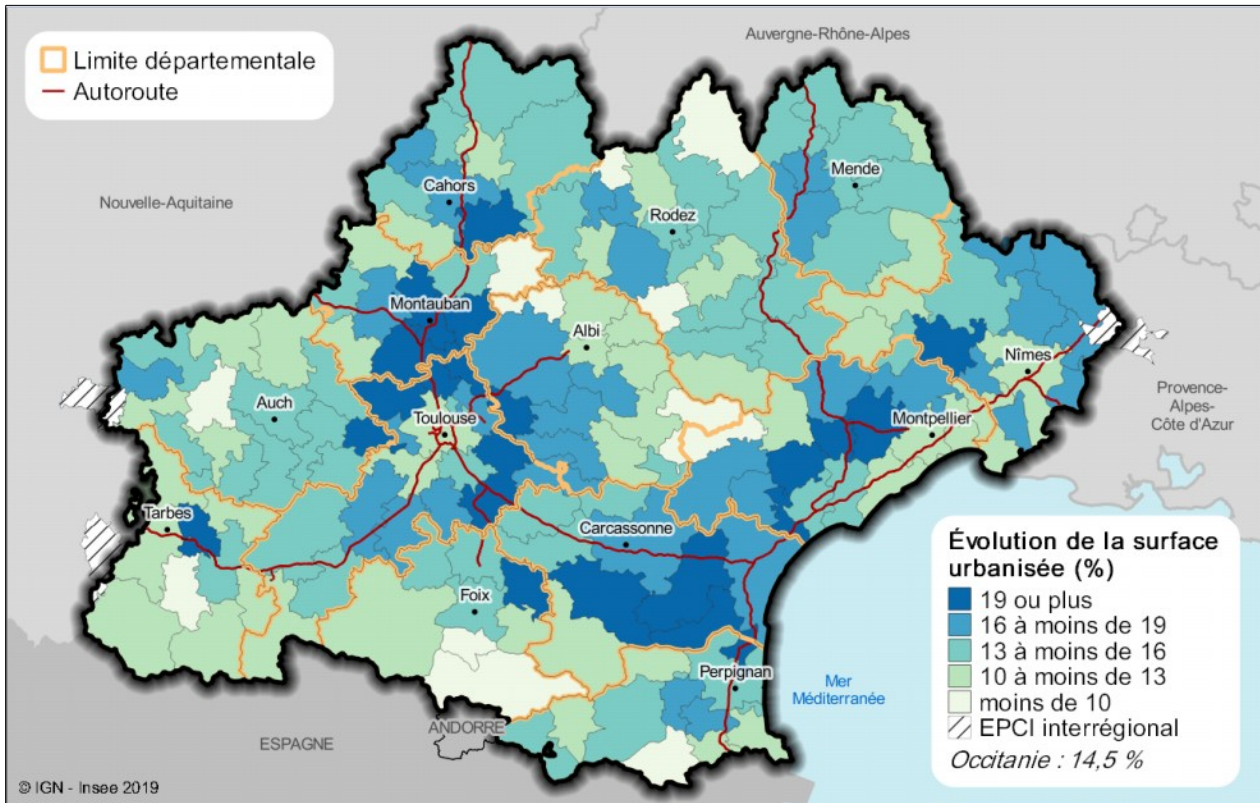 Limite départementale
Autoroute
Auvergne-Rhône-Alpes
Nouvelle-Aquitaine
Mende
Cahors
Rodez
Montauban
Albi
Nîmes
Provence-
Alpes-
Côte d'Azur
Auch
Toulouse
Montpellier
Tarbes
Carcassonne
Foix
Perpignan
Mer
Méditerranée
ANDORRE
ESPAGNE
Évolution de la surface
urbanisée (%)
19 ou plus
16 à moins de 19
13 à moins de 16
10 à moins de 13
moins de 10
EPCI interrégional
Occitanie : 14,5 %
© IGN - Insee 2019